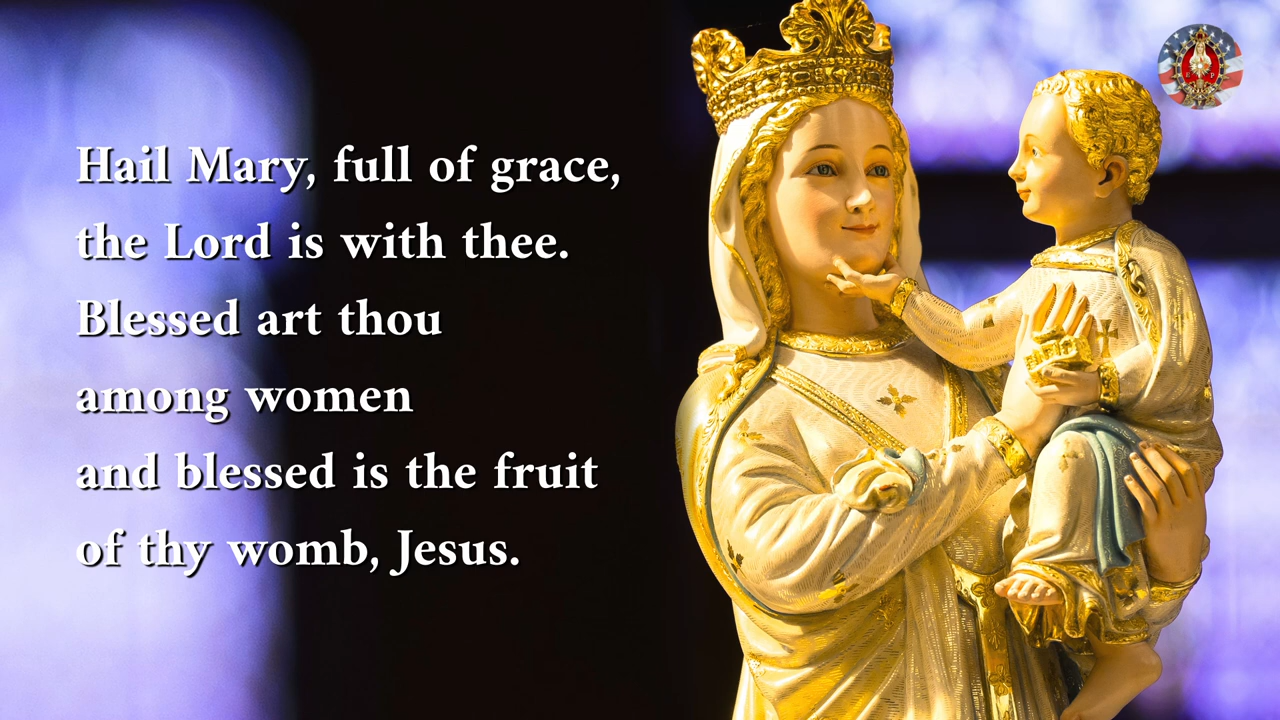 Hail Mary, full of grace,
the Lord is with thee.
Blessed art thou
among women
and blessed is the fruit
of thy womb, Jesus.